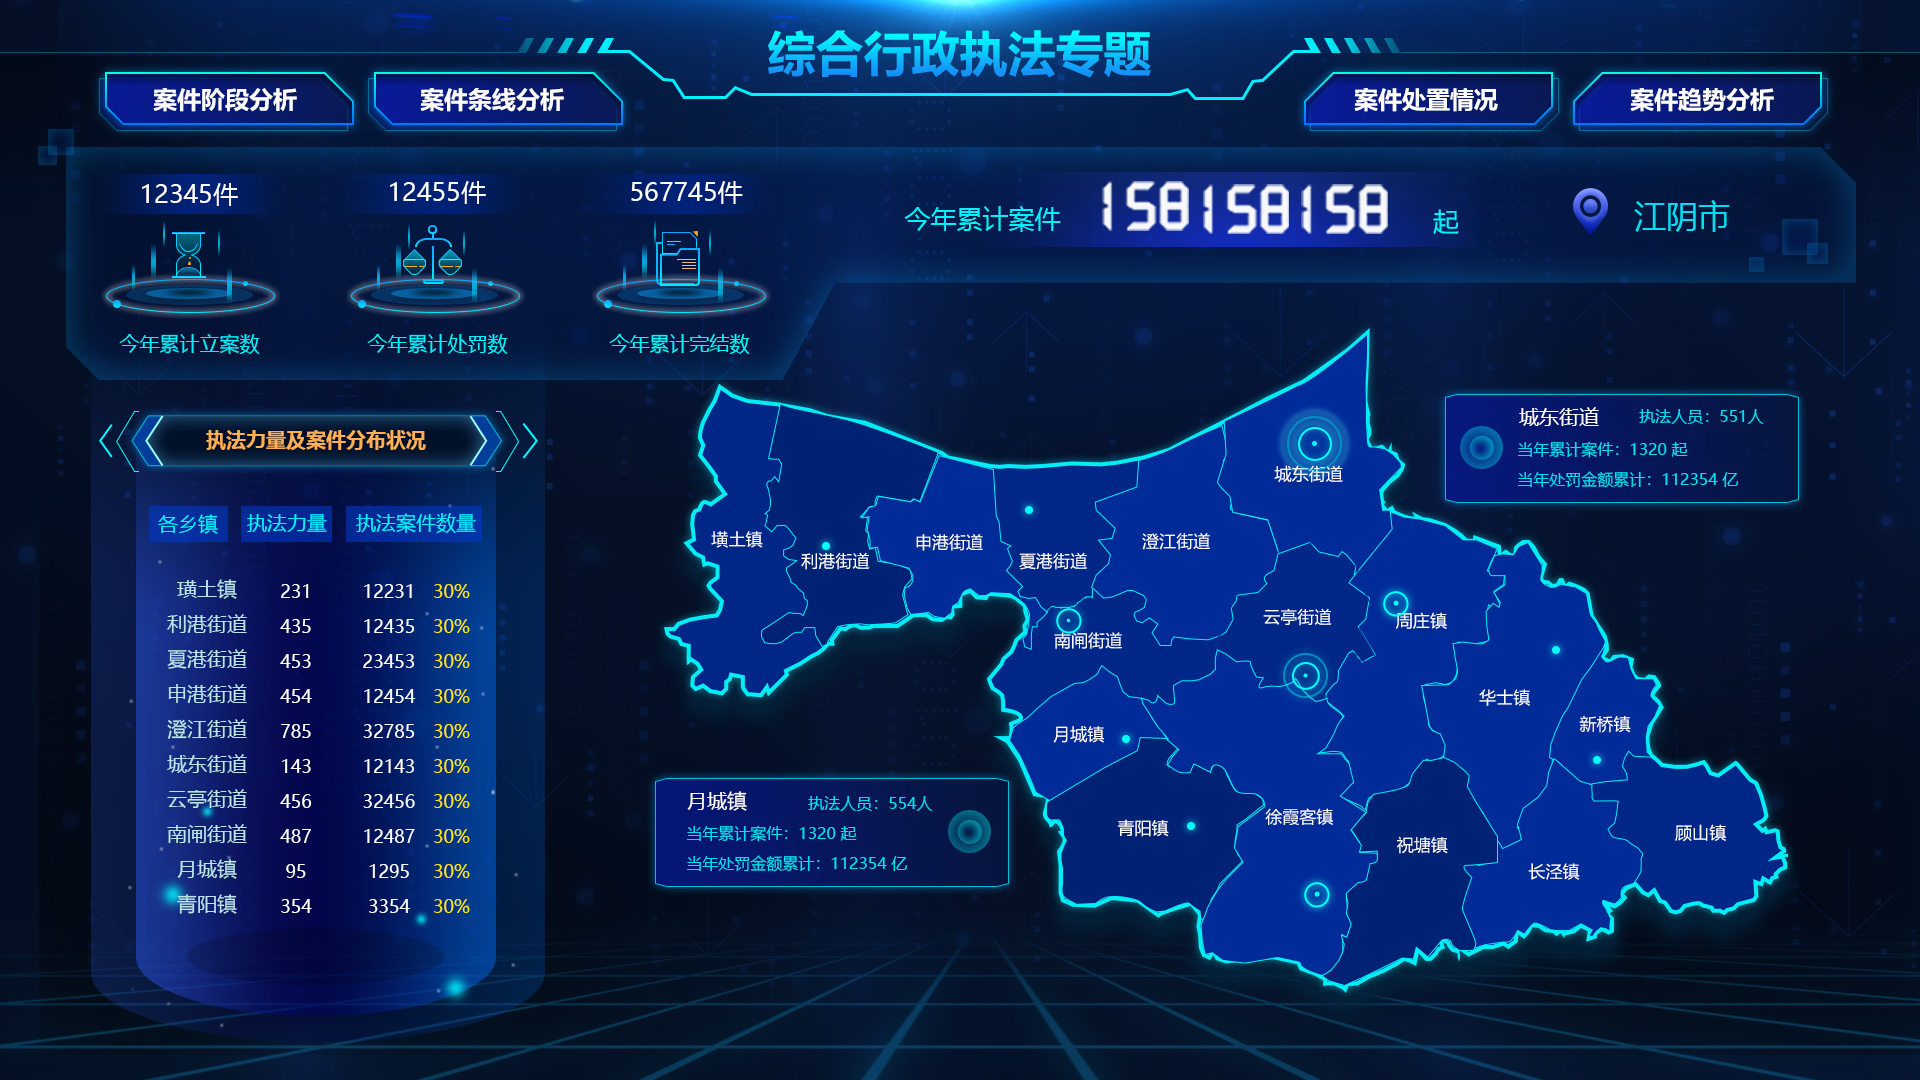 综合行政执法专题
案件阶段分析
案件条线分析
案件处置情况
案件趋势分析
12345件
12455件
567745件
今年累计立案数
今年累计处罚数
今年累计完结数
今年累计案件 158158158 起
江阴市
执法力量及案件分布状况
各乡镇 执法力量 执法案件数量
璜土镇 231 12231 30%
利港街道 435 12435 30%
夏港街道 453 23453 30%
申港街道 454 12454 30%
澄江街道 785 32785 30%
城东街道 143 12143 30%
云亭街道 456 32456 30%
南闸街道 487 12487 30%
月城镇 95 1295 30%
青阳镇 354 3354 30%
城东街道 执法人员：551人
当年累计案件：1320 起
当年处罚金额累计：112354 亿
城东街道
璜土镇
利港街道
申港街道
夏港街道
澄江街道
云亭街道
周庄镇
南闸街道
华士镇
新桥镇
月城镇
青阳镇
徐霞客镇
祝塘镇
长泾镇
顾山镇
月城镇 执法人员：554人
当年累计案件：1320 起
当年处罚金额累计：112354 亿